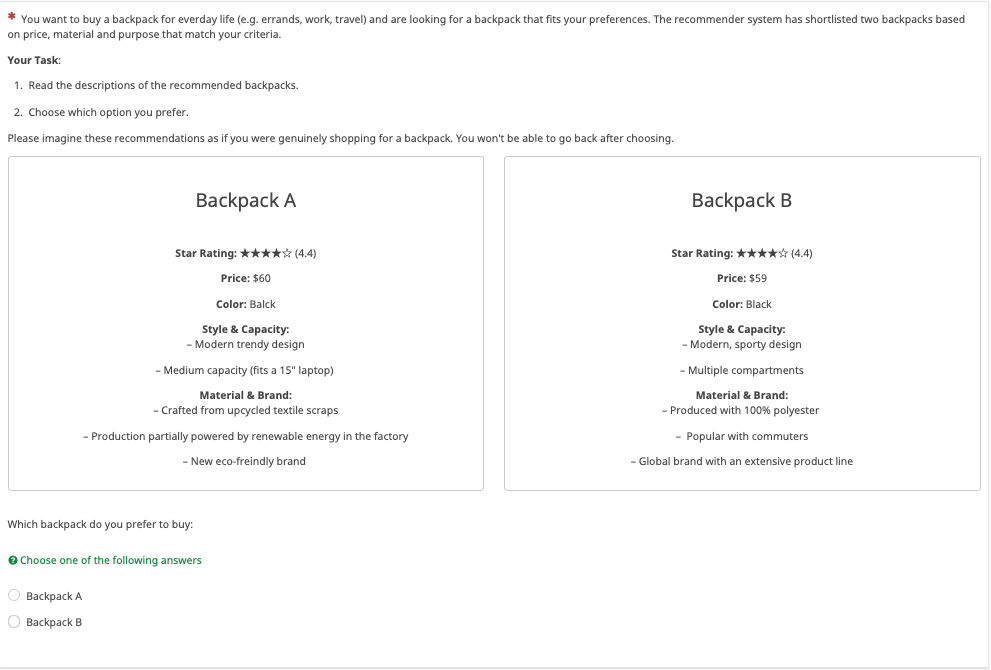 * You want to buy a backpack for everday life (e.g. errands, work, travel) and are looking for a backpack that fits your preferences. The recommender system has shortlisted two backpacks based
on price, material and purpose that match your criteria.
Your Task:
1. Read the descriptions of the recommended backpacks.
2. Choose which option you prefer.
Please imagine these recommendations as if you were genuinely shopping for a backpack. You won't be able to go back after choosing.
Backpack A
Star Rating: ★★★★☆ (4.4)
Price: $60
Color: Balck
Style & Capacity:
– Modern trendy design
– Medium capacity (fits a 15" laptop)
Material & Brand:
– Crafted from upcycled textile scraps
– Production partially powered by renewable energy in the factory
– New eco-freindly brand
Backpack B
Star Rating: ★★★★☆ (4.4)
Price: $59
Color: Black
Style & Capacity:
– Modern, sporty design
– Multiple compartments
Material & Brand:
– Produced with 100% polyester
– Popular with commuters
– Global brand with an extensive product line
Which backpack do you prefer to buy:
? Choose one of the following answers
Backpack A
Backpack B